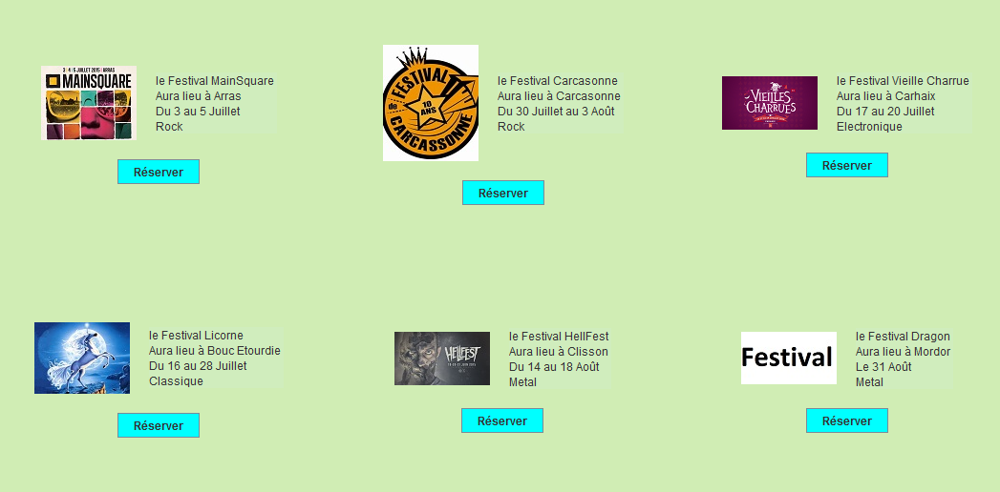 3 | 4 | 5 JUILLET 2015 | ARRAS
MAINSQUARE
le Festival MainSquare
Aura lieu à Arras
Du 3 au 5 Juillet
Rock
Réserver
FESTIVAL
de
10
ANS
CARCASSONNE
le Festival Carcasonne
Aura lieu à Carcasonne
Du 30 Juillet au 3 Août
Rock
Réserver
VIEILLES
CHARRUES
le Festival Vieille Charrue
Aura lieu à Carhaix
Du 17 au 20 Juillet
Electronique
Réserver
le Festival Licorne
Aura lieu à Bouc Etourdie
Du 16 au 28 Juillet
Classique
Réserver
HELLFEST
le Festival HellFest
Aura lieu à Clisson
Du 14 au 18 Août
Metal
Réserver
Festival
le Festival Dragon
Aura lieu à Mordor
Le 31 Août
Metal
Réserver